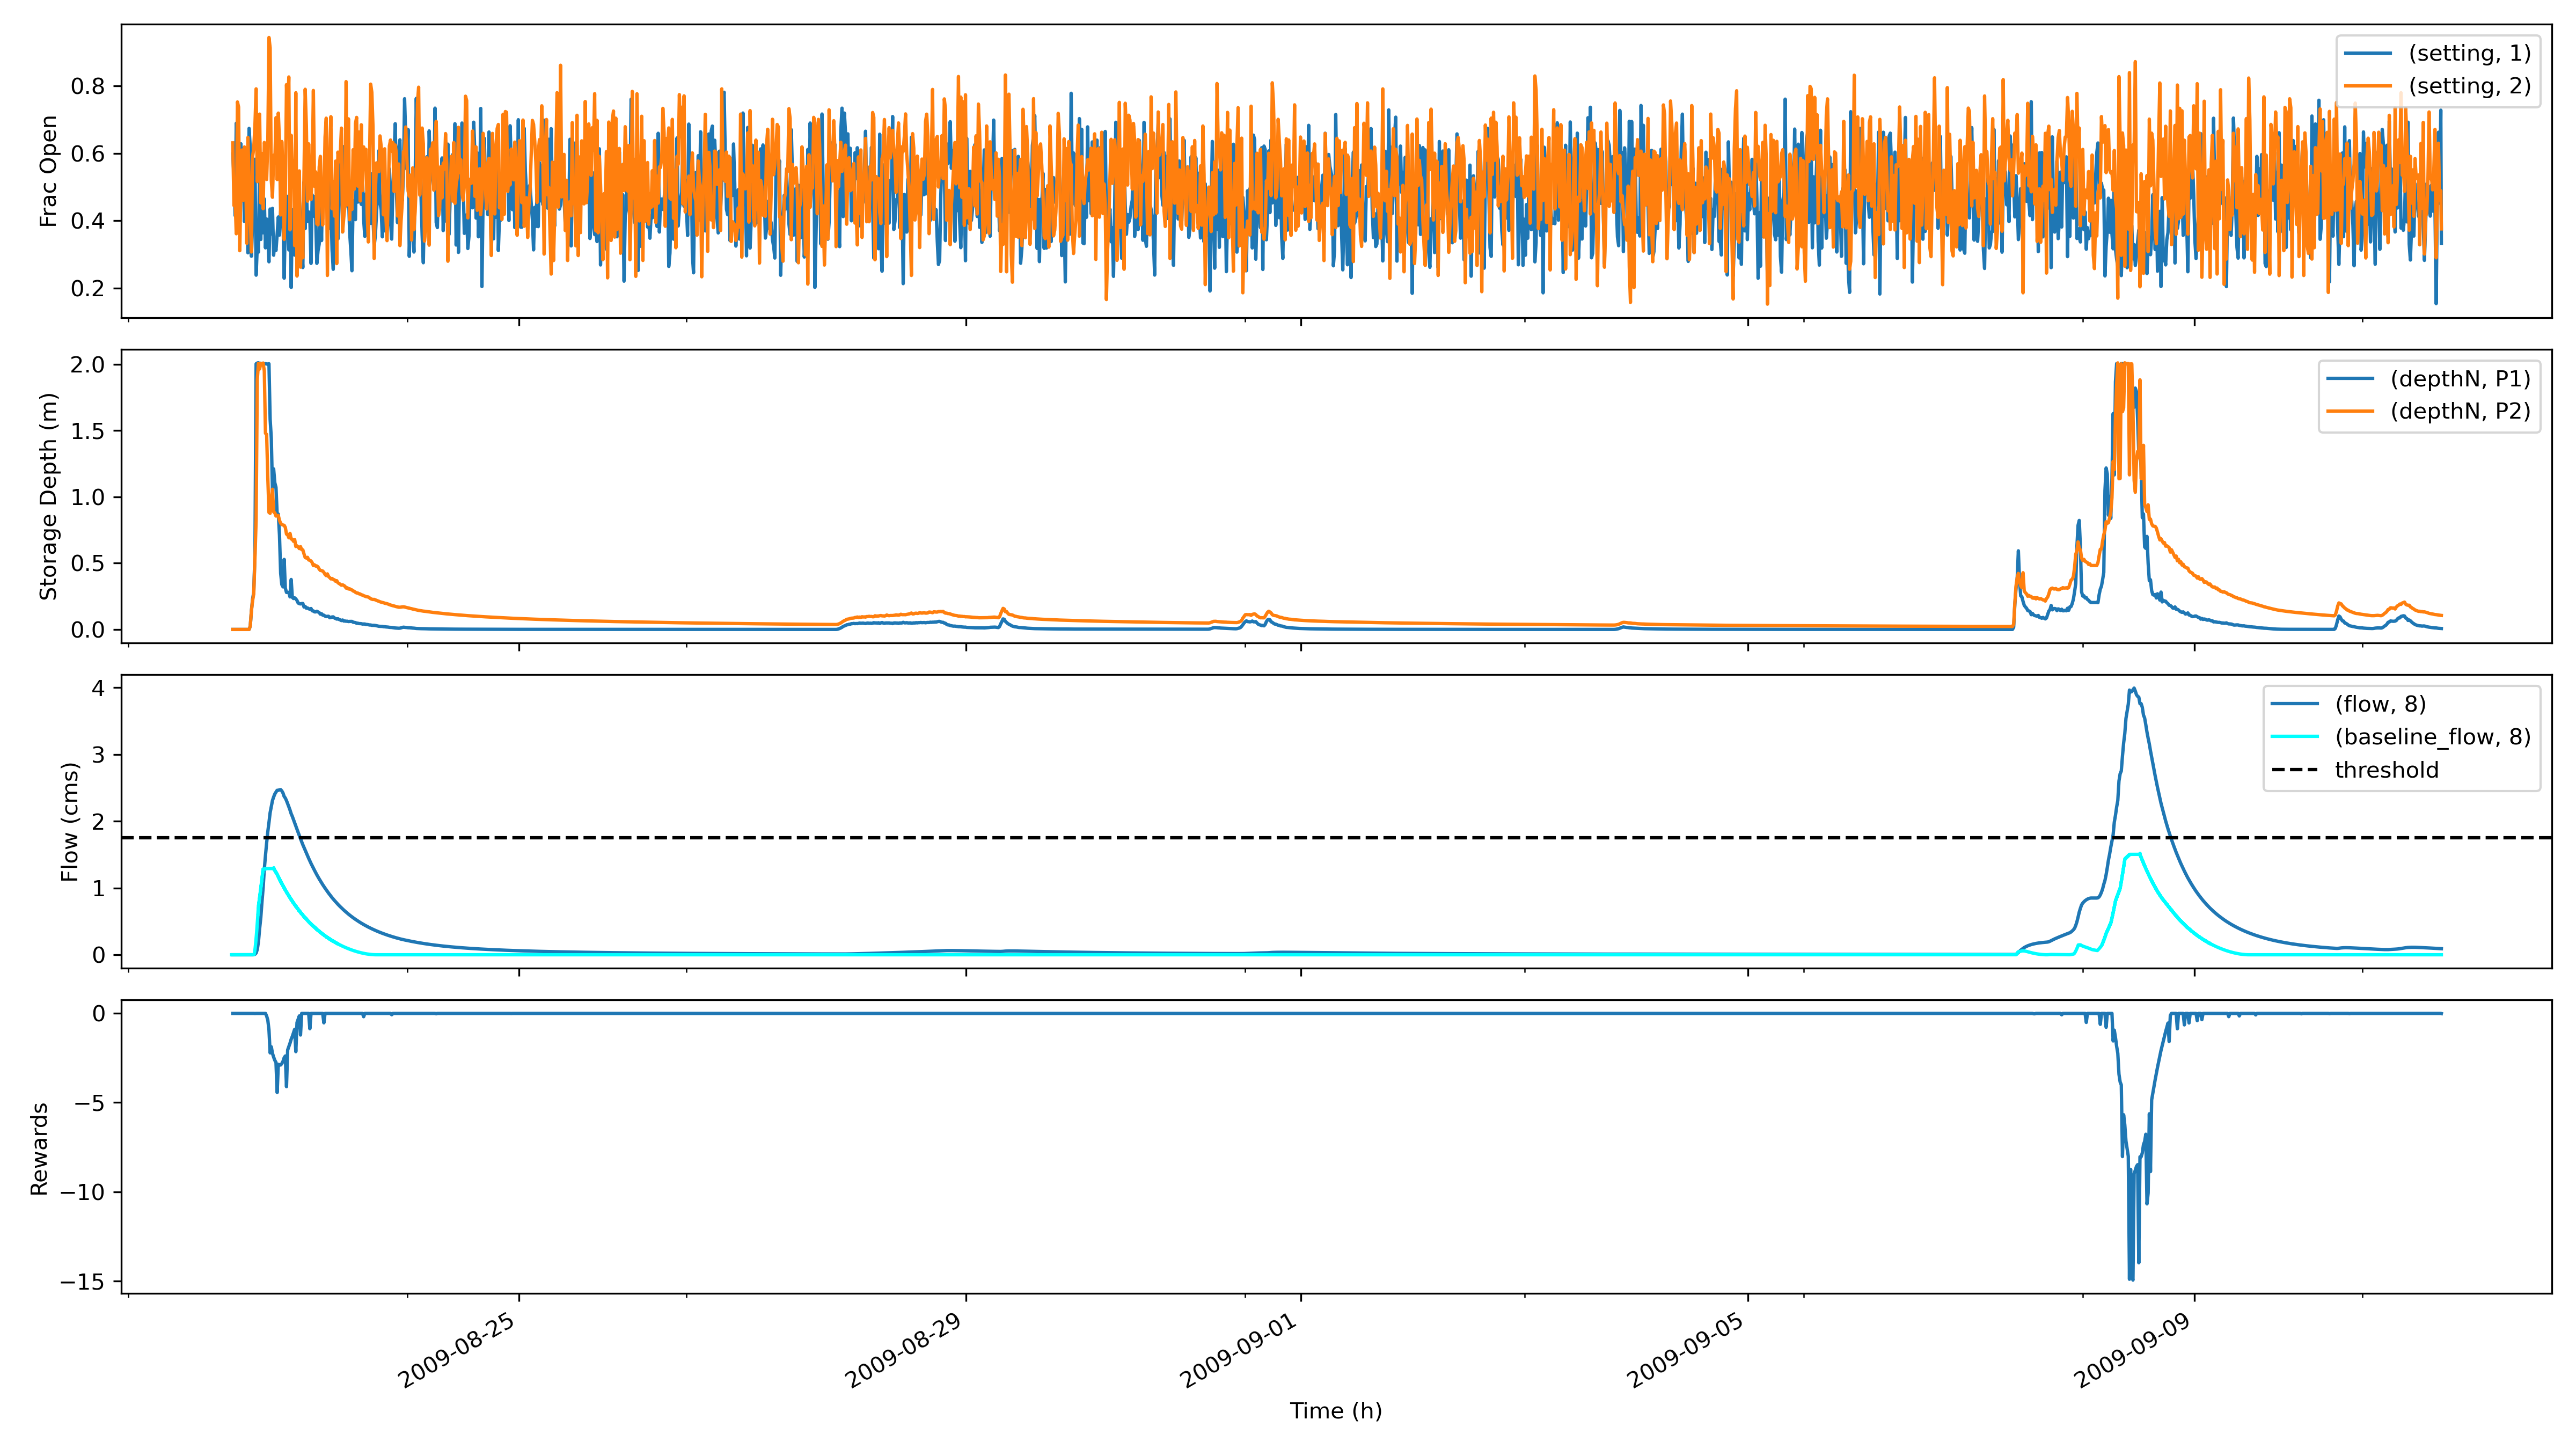 Frac Open
0.8
0.6
0.4
0.2
(setting, 1)
(setting, 2)
Storage Depth (m)
2.0
1.5
1.0
0.5
0.0
(depthN, P1)
(depthN, P2)
Flow (cms)
4
3
2
1
0
(flow, 8)
(baseline_flow, 8)
threshold
Rewards
0
−5
−10
−15
2009-08-25
2009-08-29
2009-09-01
2009-09-05
2009-09-09
Time (h)